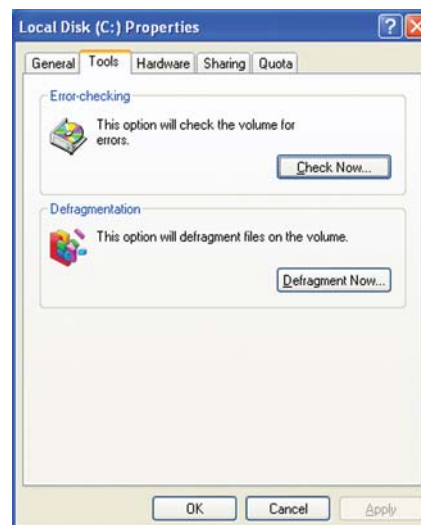 Local Disk (C:) Properties
?
General Tools Hardware Sharing Quota
Error-checking
This option will check the volume for
errors.
Check Now...
Defragmentation
This option will defragment files on the volume.
Defragment Now...
OK Cancel Apply